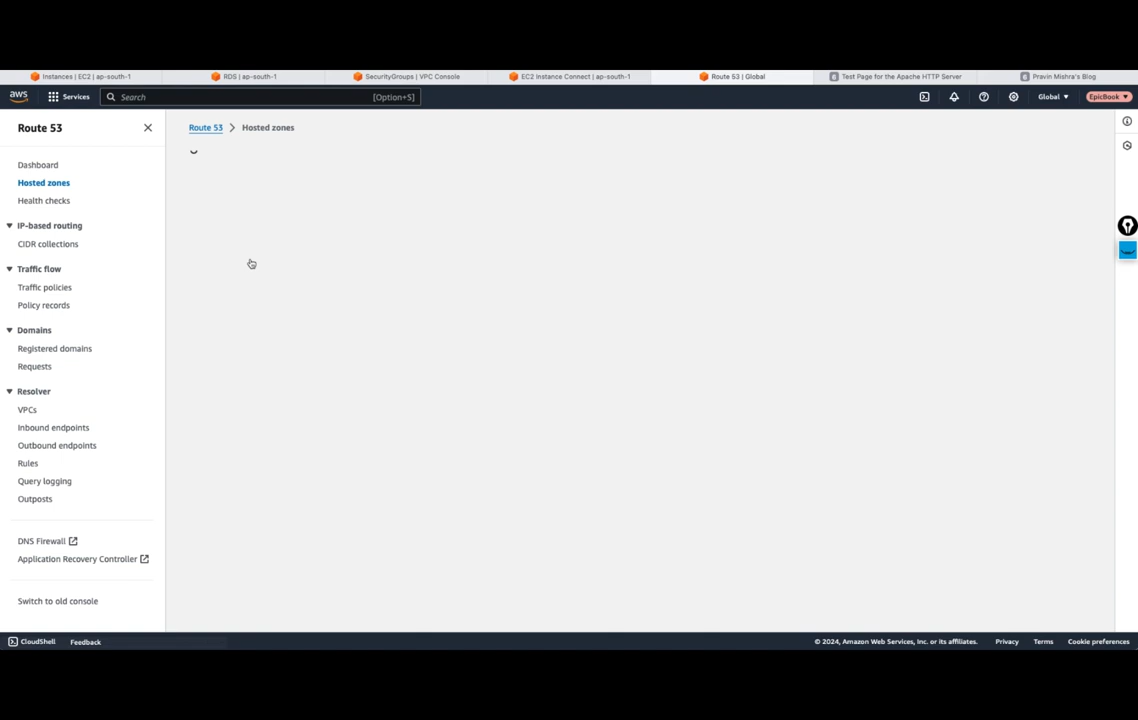 Instances | EC2 | ap-south-1
RDS | ap-south-1
SecurityGroups | VPC Console
EC2 Instance Connect | ap-south-1
Route 53 | Global
Test Page for the Apache HTTP Server
Pravin Mishra's Blog
aws
Services
Search
[Option+S]
Global
EpicBook
Route 53
Route 53
Hosted zones
Dashboard
Hosted zones
Health checks
IP-based routing
CIDR collections
Traffic flow
Traffic policies
Policy records
Domains
Registered domains
Requests
Resolver
VPCs
Inbound endpoints
Outbound endpoints
Rules
Query logging
Outposts
DNS Firewall
Application Recovery Controller
Switch to old console
CloudShell
Feedback
© 2024, Amazon Web Services, Inc. or its affiliates.
Privacy
Terms
Cookie preferences